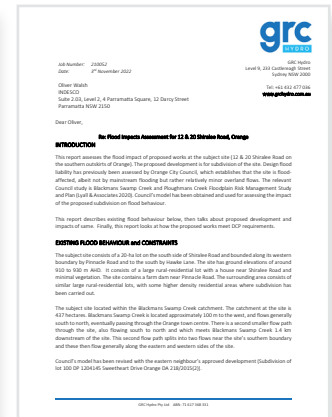 grc
HYDRO
GRC Hydro
Level 9, 233 Castlereagh Street
Sydney NSW 2000
Tel: +61 432 477 036
www.grchydro.com.au
Job Number: 210052
Date: 3rd November 2022
Oliver Walsh
INDESCO
Suite 2.03, Level 2, 4 Parramatta Square, 12 Darcy Street
Parramatta NSW 2150
Dear Oliver,
Re: Flood Impacts Assessment for 12 & 20 Shiralee Road, Orange
INTRODUCTION
This report assesses the flood impact of proposed works at the subject site (12 & 20 Shiralee Road on
the southern outskirts of Orange). The proposed development is for subdivision of the site. Design flood
liability has previously been assessed by Orange City Council, which establishes that the site is flood-
affected, albeit not by mainstream flooding but rather relatively minor overland flows. The relevant
Council study is Blackmans Swamp Creek and Ploughmans Creek Floodplain Risk Management Study
and Plan (Lyall & Associates 2020). Council's model has been obtained and used for assessing the impact
of the proposed subdivision on flood behaviour.
This report describes existing flood behaviour below, then talks about proposed development and
impacts of same. Finally, this report looks at how the proposed works meet DCP requirements.
EXISTING FLOOD BEHAVIOUR and CONSTRAINTS
The subject site consists of a 20-ha lot on the south side of Shiralee Road and bounded along its western
boundary by Pinnacle Road and to the south by Hawke Lane. The site has ground elevations of around
910 to 930 m AHD. It consists of a large rural-residential lot with a house near Shiralee Road and
minimal vegetation. The site contains a farm dam near Pinnacle Road. The surrounding area consists of
similar large rural-residential lots, with some higher density residential areas where subdivision has
been carried out.
The subject site located within the Blackmans Swamp Creek catchment. The catchment at the site is
437 hectares. Blackmans Swamp Creek is located approximately 100 m to the west, and flows generally
south to north, eventually passing through the Orange town centre. There is a second smaller flow path
through the site, also flowing south to north and which meets Blackmans Swamp Creek 1.4 km
downstream of the site. This second flow path splits into two flows near the site's southern boundary
and these then flow generally along the eastern and western sides of the site.
Council's model has been revised with the eastern neighbour's approved development (Subdivision of
lot 100 DP 1204145 Sweetheart Drive Orange DA 218/2015(2)).